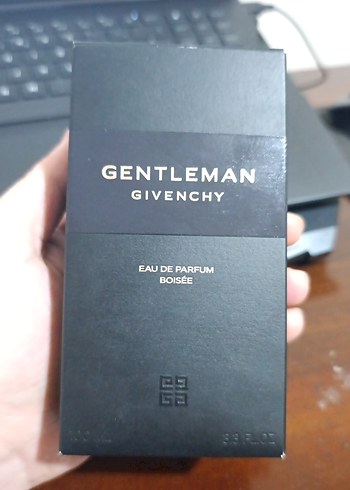 GENTLEMAN
GIVENCHY
EAU DE PARFUM
BOISÉE